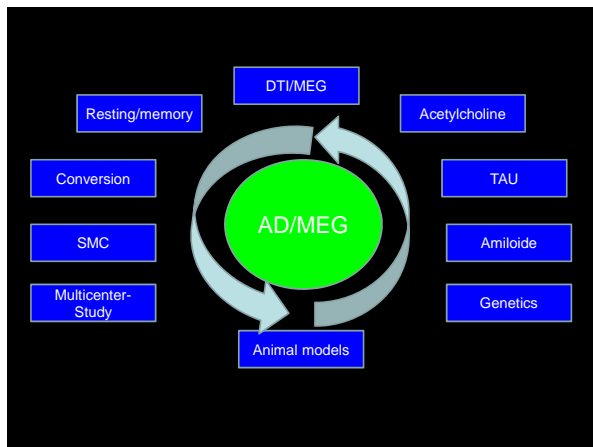 DTI/MEG
Resting/memory
Acetylcholine
Conversion
TAU
AD/MEG
SMC
Amiloide
Multicenter-
Study
Genetics
Animal models